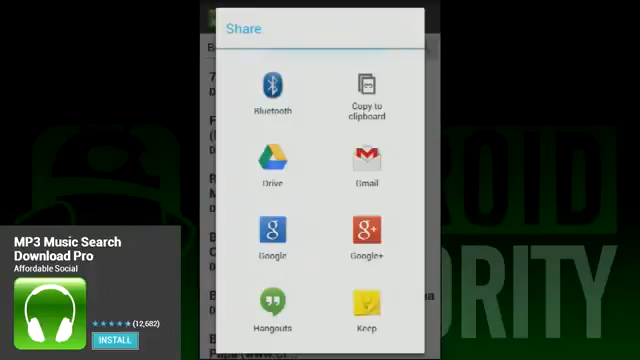 Share
Bluetooth
Copy to
clipboard
Drive
Gmail
Google
Google+
Hangouts
Keep
MP3 Music Search
Download Pro
Affordable Social
(12,682)
INSTALL